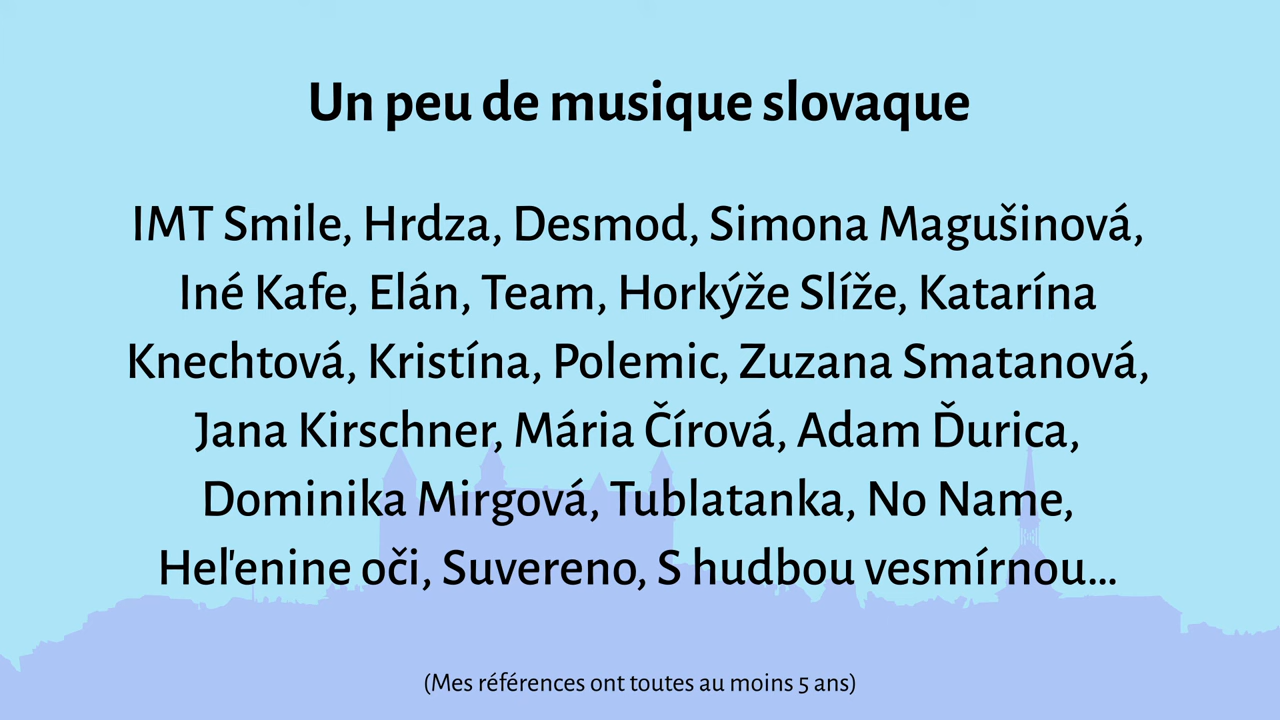 Un peu de musique slovaque
IMT Smile, Hrdza, Desmod, Simona Magušinová,
Iné Kafe, Elán, Team, Horkýže Slíže, Katarína
Knechtová, Kristína, Polemic, Zuzana Smatanová,
Jana Kirschner, Mária Čírová, Adam Ďurica,
Dominika Mirgová, Tublatanka, No Name,
Heľenine oči, Suvereno, S hudbou vesmírnou…
(Mes références ont toutes au moins 5 ans)